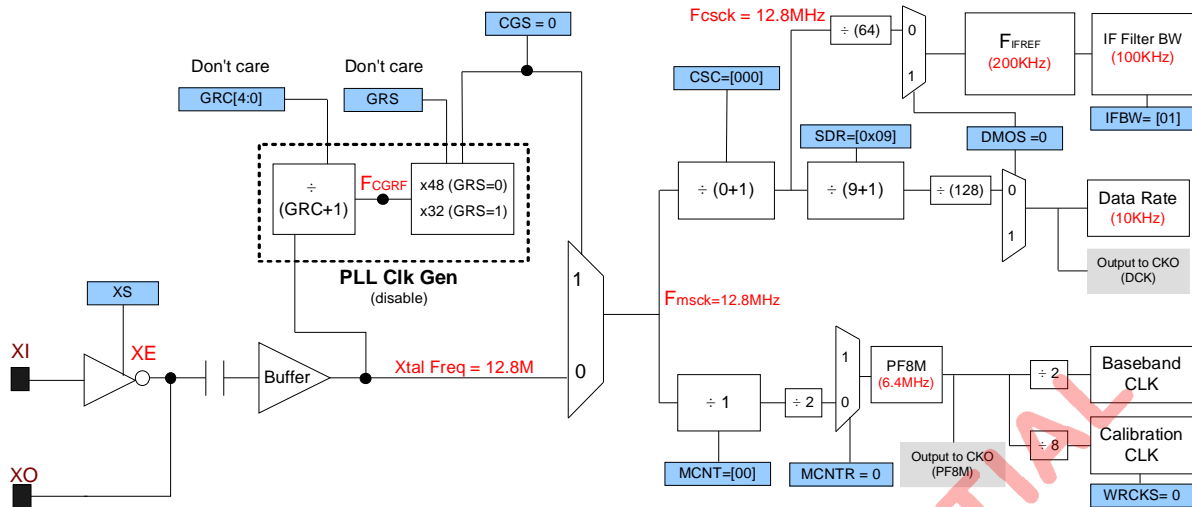 CGS = 0
Fcsck = 12.8MHz
÷ (64)
0
1
FIFREF
(200KHz)
IF Filter BW
(100KHz)
IFBW= [01]
Don't care
GRC[4:0]
Don't care
GRS
CSC=[000]
SDR=[0x09]
DMOS =0
÷
(GRC+1)
FCGRF
x48 (GRS=0)
x32 (GRS=1)
PLL Clk Gen
(disable)
÷ (0+1)
÷ (9+1)
÷ (128)
0
1
Data Rate
(10KHz)
Output to CKO
(DCK)
XS
XI
XE
Buffer
Xtal Freq = 12.8M
1
0
Fmsck=12.8MHz
÷ 1
÷ 2
1
0
PF8M
(6.4MHz)
÷ 2
Baseband
CLK
÷ 8
Calibration
CLK
XO
MCNT=[00]
MCNTR = 0
Output to CKO
(PF8M)
WRCKS= 0
TIAL